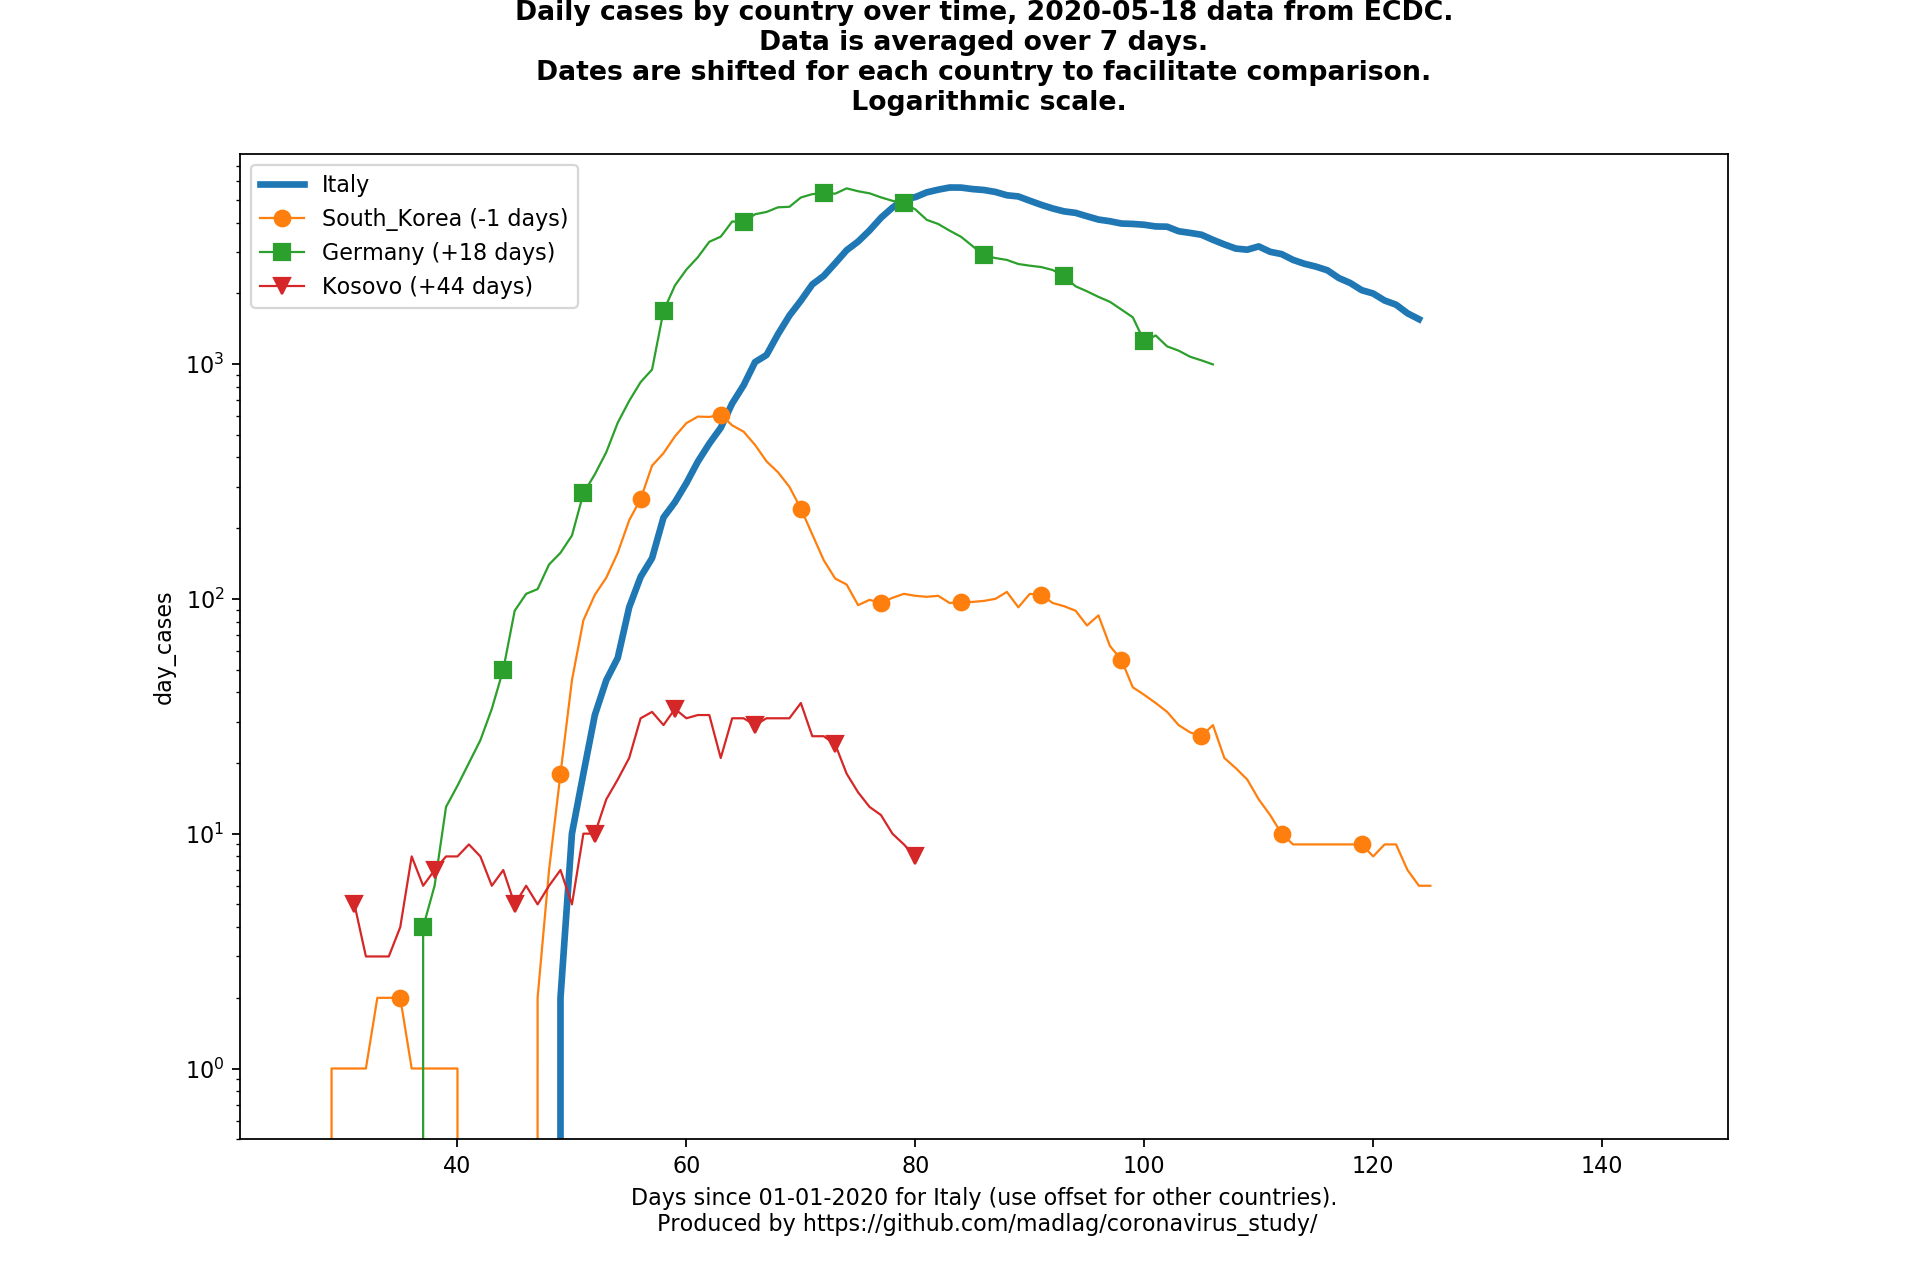 Daily cases by country over time, 2020-05-18 data from ECDC.
Data is averaged over 7 days.
Dates are shifted for each country to facilitate comparison.
Logarithmic scale.
Italy
South_Korea (-1 days)
Germany (+18 days)
Kosovo (+44 days)
10³
10²
10¹
10⁰
day_cases
40 60 80 100 120 140
Days since 01-01-2020 for Italy (use offset for other countries).
Produced by https://github.com/madlag/coronavirus_study/